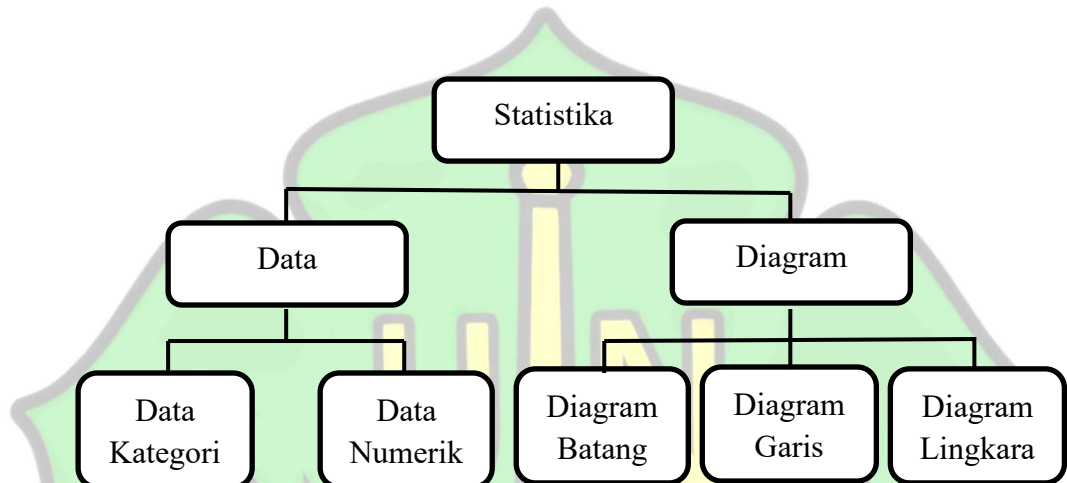 Statistika
Data
Diagram
Data
Kategori
Data
Numerik
Diagram
Batang
Diagram
Garis
Diagram
Lingkara